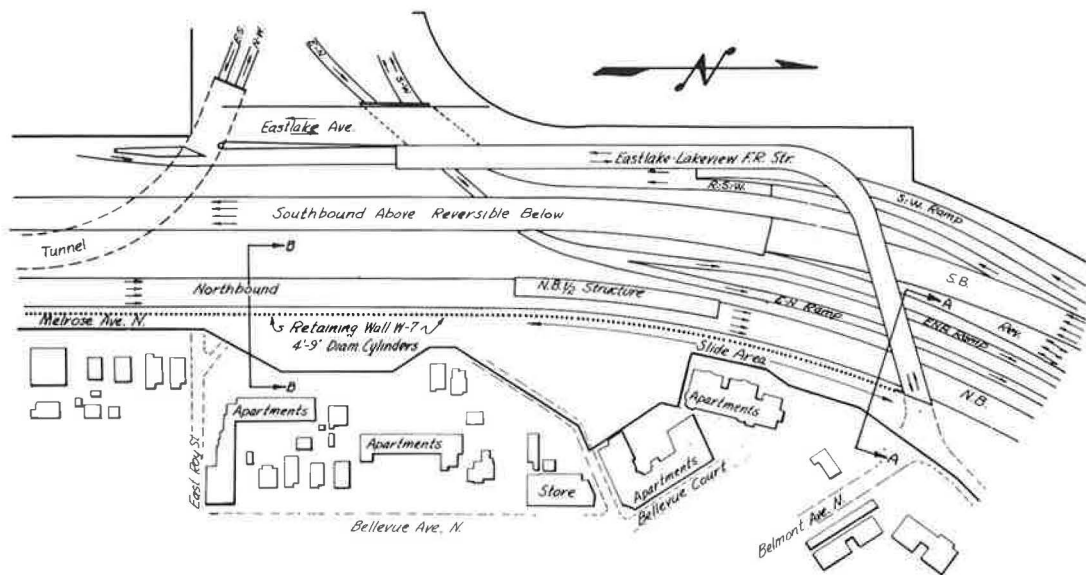 R.S.
N-W.
E-N
S-W
N
Eastlake Ave.
Eastlake-Lakeview F.R. Str.
R.S.-W.
S.-W. Ramp
Southbound Above Reversible Below
Tunnel
B
S.B.
A
Northbound
N.B. 1/2 Structure
E.N. Ramp
Rev.
Melrose Ave. N.
Retaining Wall W-7
4'-9" Diam. Cylinders
Slide Area
N.B.
B
Apartments
Apartments
Apartments
Apartments
A
East Roy St.
Store
Bellevue Court
Bellevue Ave. N.
Belmont Ave. N.